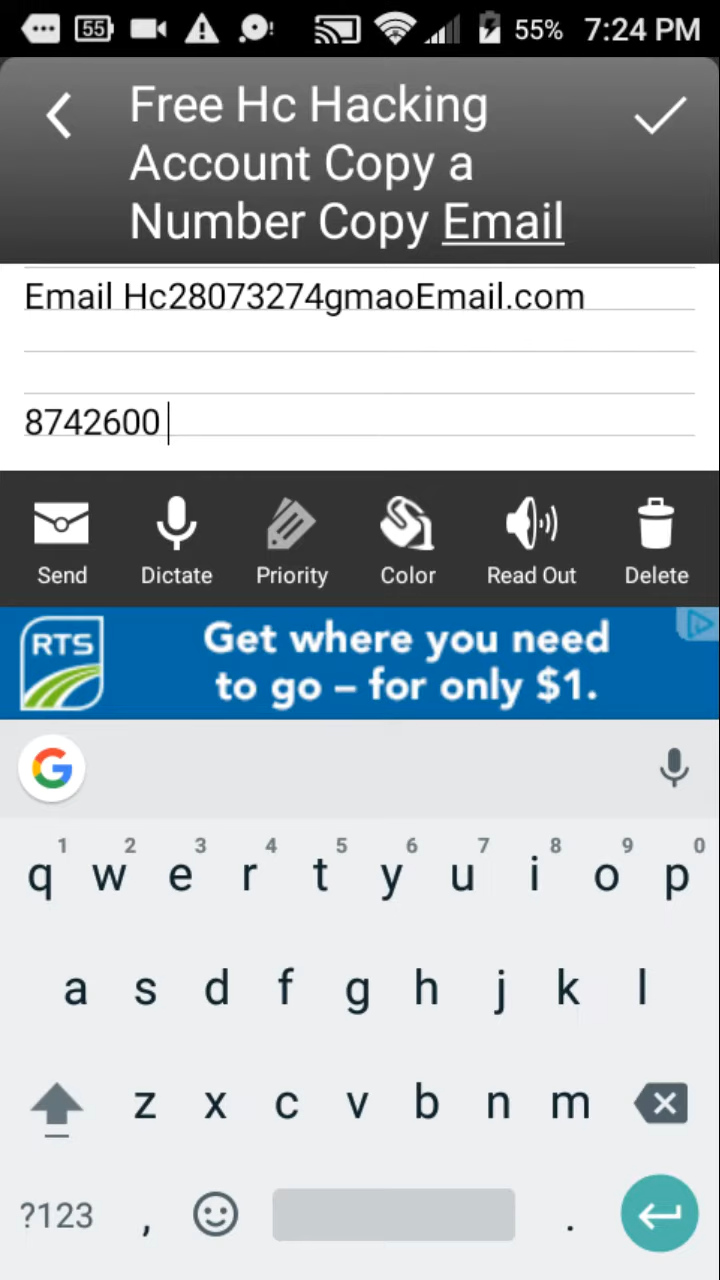 55 55% 7:24 PM
Free Hc Hacking
Account Copy a
Number Copy Email
Email Hc28073274gmaoEmail.com
8742600
Send Dictate Priority Color Read Out Delete
RTS
Get where you need
to go – for only $1.
G
1 2 3 4 5 6 7 8 9 0
q w e r t y u i o p
a s d f g h j k l
z x c v b n m
?123 , .